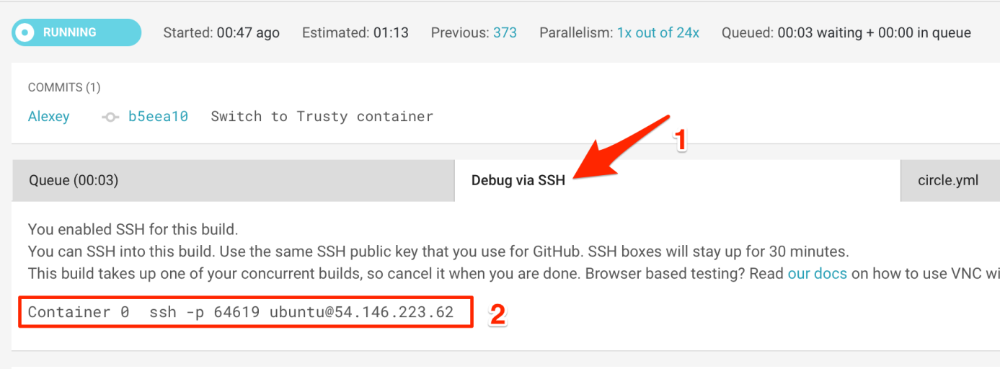 RUNNING Started: 00:47 ago Estimated: 01:13 Previous: 373 Parallelism: 1x out of 24x Queued: 00:03 waiting + 00:00 in queue
COMMITS (1)
Alexey b5eea10 Switch to Trusty container
1
Queue (00:03) Debug via SSH circle.yml
You enabled SSH for this build.
You can SSH into this build. Use the same SSH public key that you use for GitHub. SSH boxes will stay up for 30 minutes.
This build takes up one of your concurrent builds, so cancel it when you are done. Browser based testing? Read our docs on how to use VNC wi
Container 0 ssh -p 64619 ubuntu@54.146.223.62 2